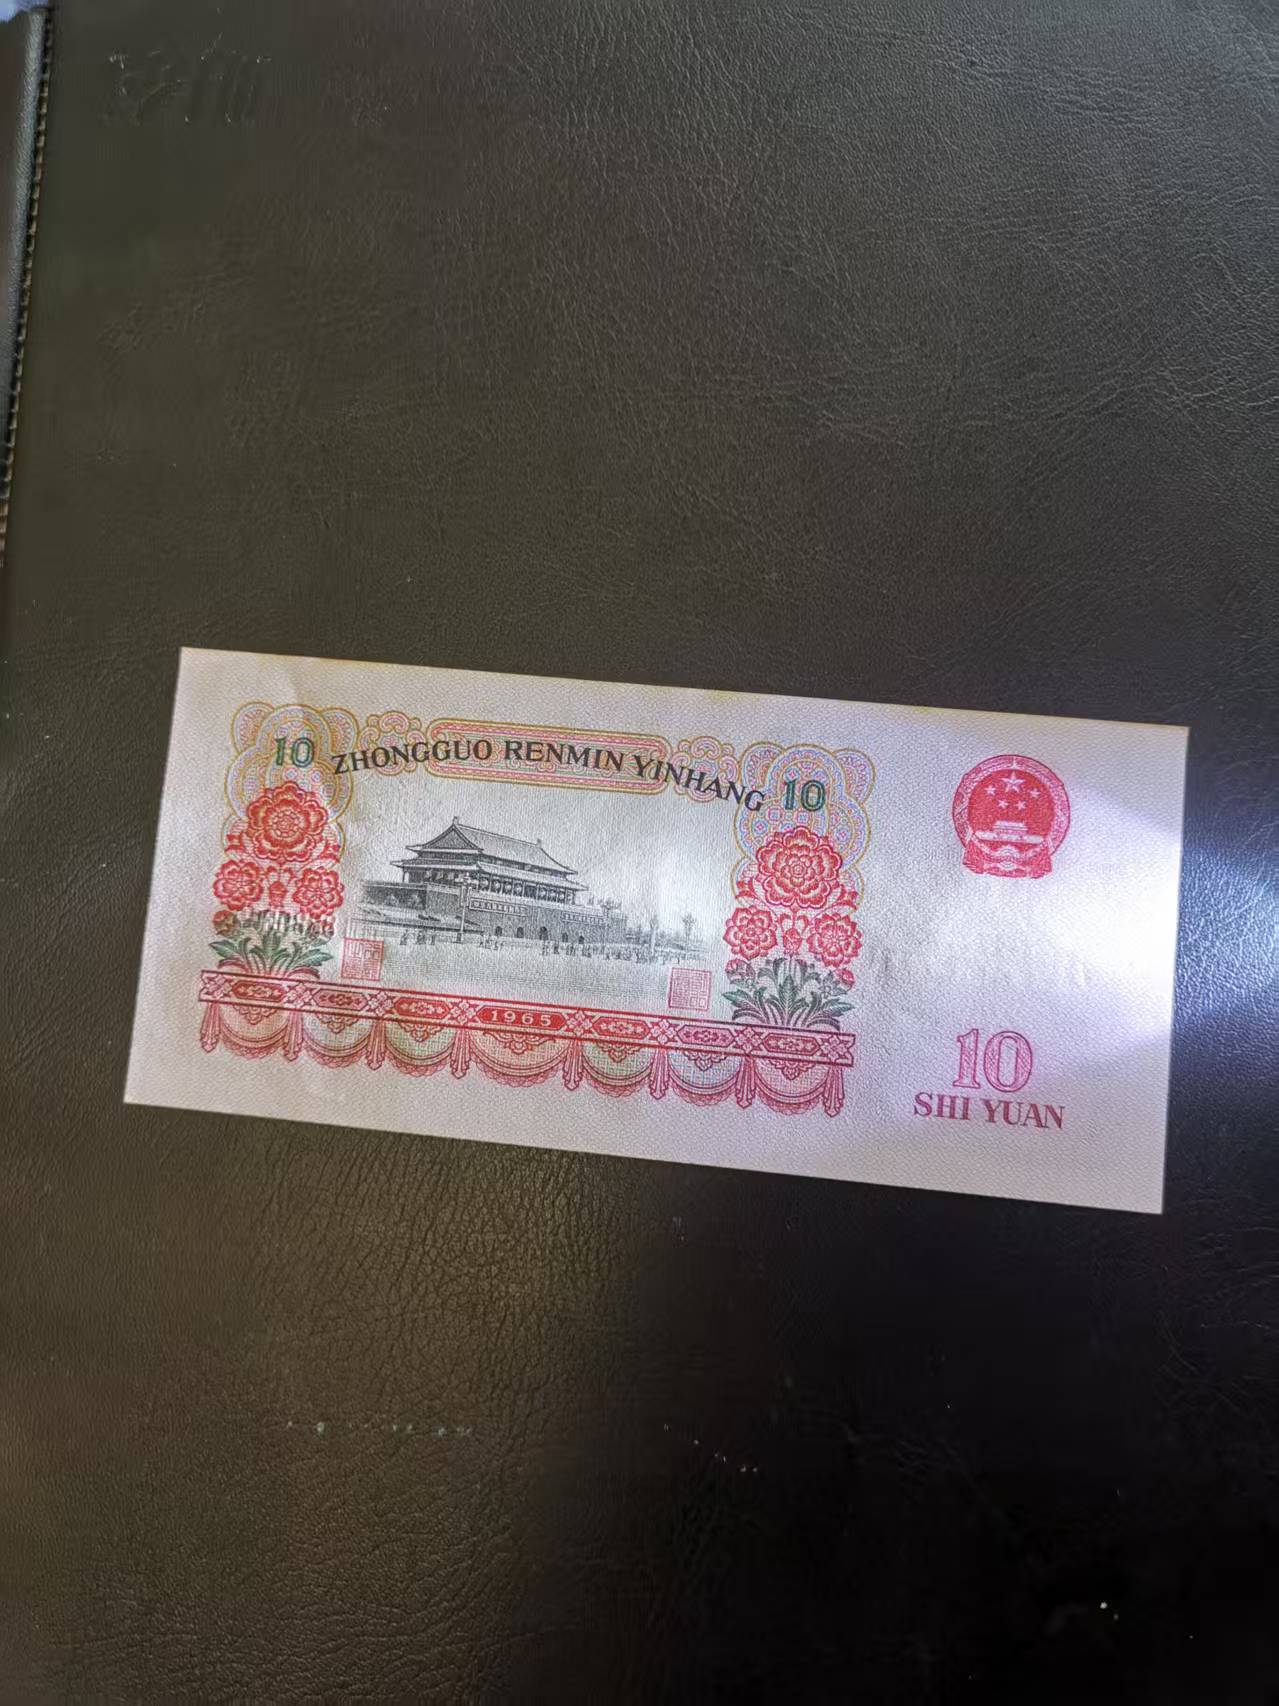 10 ZHONGGUO RENMIN YINHANG 10
1965
10
SHI YUAN